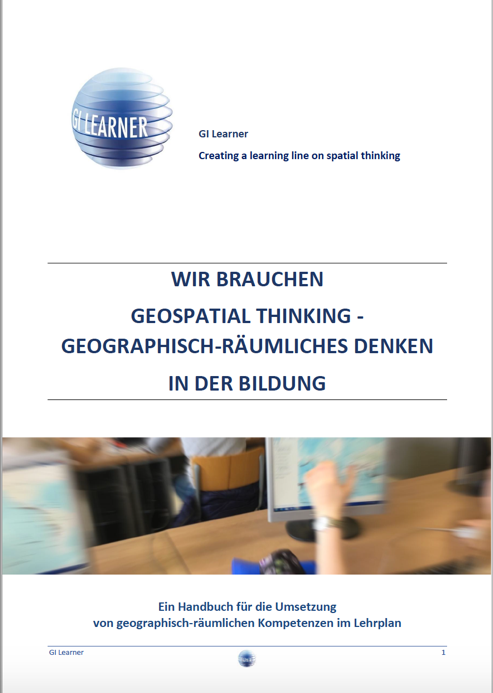 GI LEARNER
GI Learner
Creating a learning line on spatial thinking
WIR BRAUCHEN
GEOSPATIAL THINKING -
GEOGRAPHISCH-RÄUMLICHES DENKEN
IN DER BILDUNG
Ein Handbuch für die Umsetzung
von geographisch-räumlichen Kompetenzen im Lehrplan
GI Learner
1